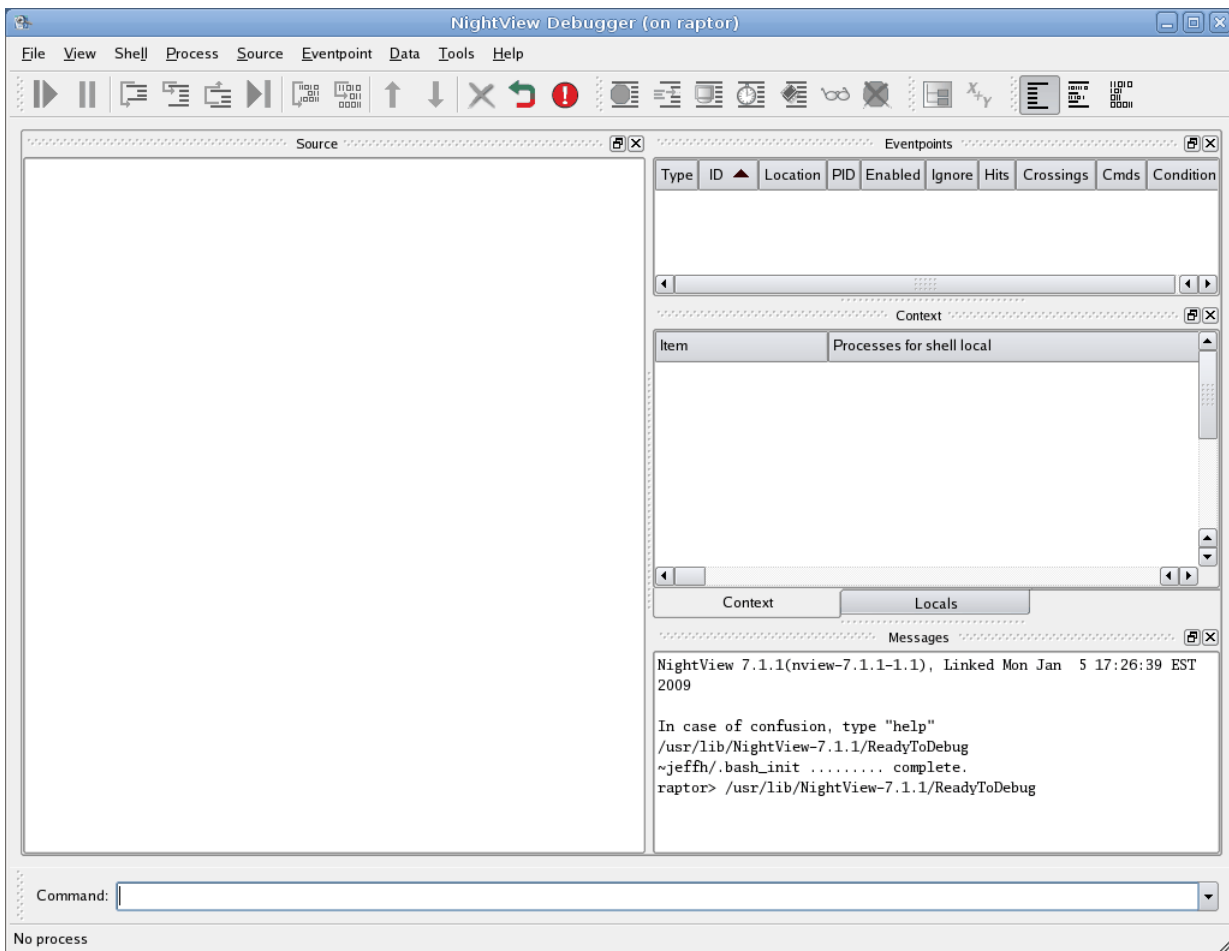 NightView Debugger (on raptor)
File View Shell Process Source Eventpoint Data Tools Help
Source
Eventpoints
Type ID Location PID Enabled Ignore Hits Crossings Cmds Condition
Context
Item Processes for shell local
Context Locals
Messages
NightView 7.1.1(nview-7.1.1-1.1), Linked Mon Jan  5 17:26:39 EST
2009
In case of confusion, type "help"
/usr/lib/NightView-7.1.1/ReadyToDebug
~jeffh/.bash_init ......... complete.
raptor> /usr/lib/NightView-7.1.1/ReadyToDebug
Command:
No process